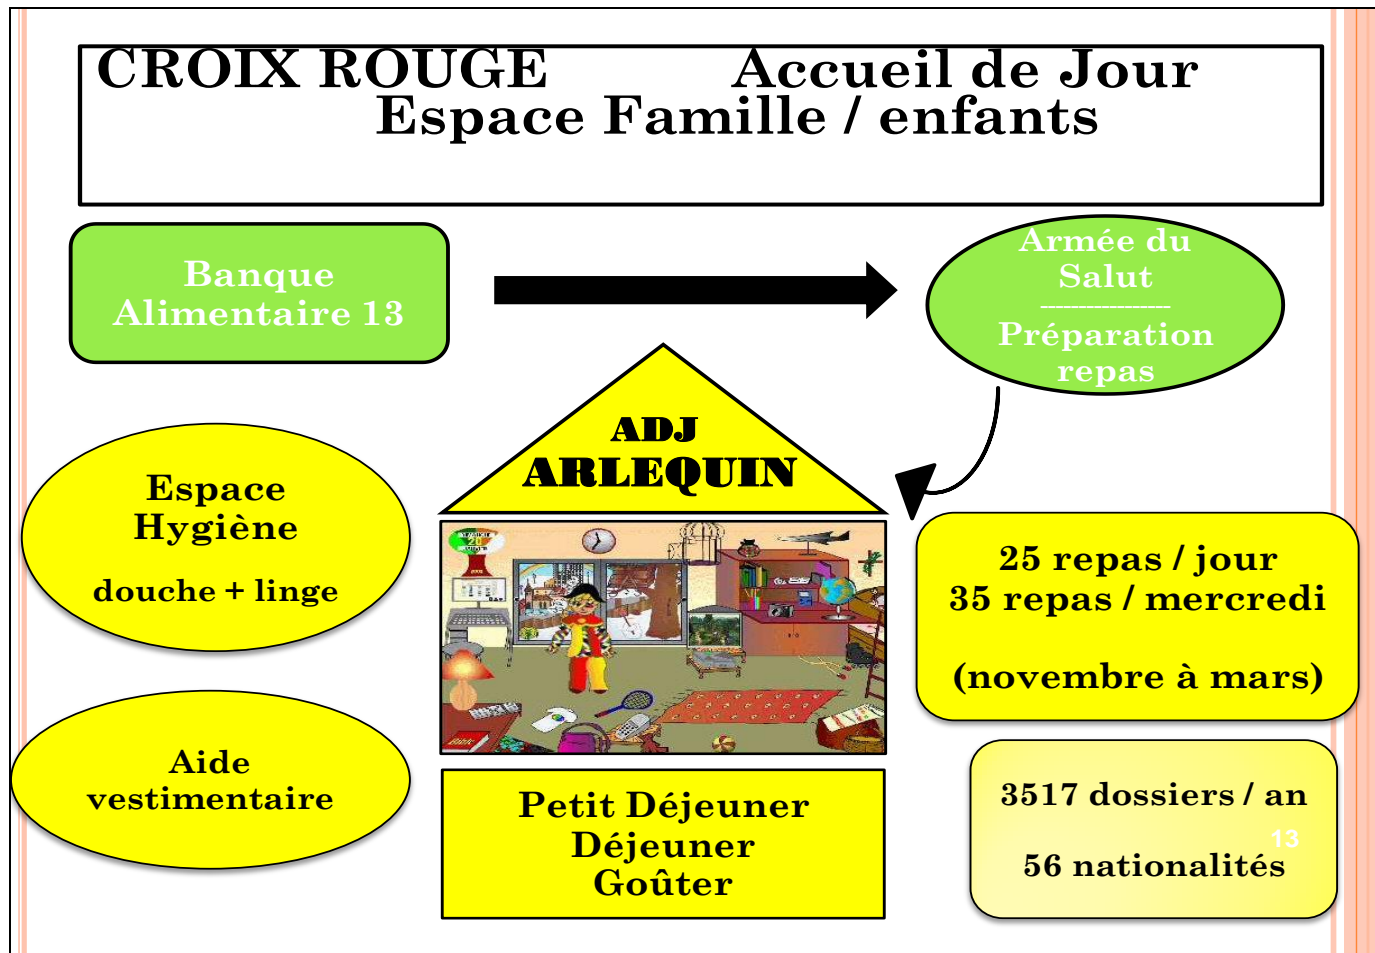 CROIX ROUGE Accueil de Jour
Espace Famille / enfants
Banque
Alimentaire 13
Armée du
Salut
-----------------
Préparation
repas
ADJ
ARLEQUIN
Espace
Hygiène
douche + linge
25 repas / jour
35 repas / mercredi
(novembre à mars)
Aide
vestimentaire
Petit Déjeuner
Déjeuner
Goûter
3517 dossiers / an
13
56 nationalités